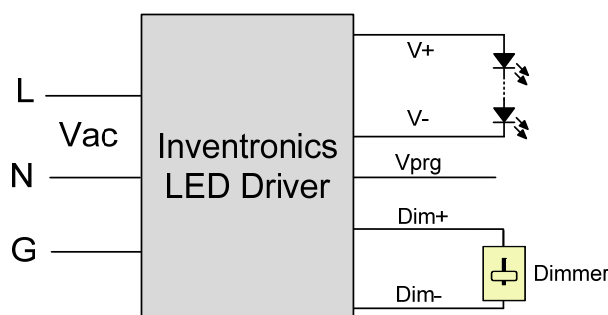 L
Vac
N
G
Inventronics
LED Driver
V+
V-
Vprg
Dim+
Dim-
Dimmer